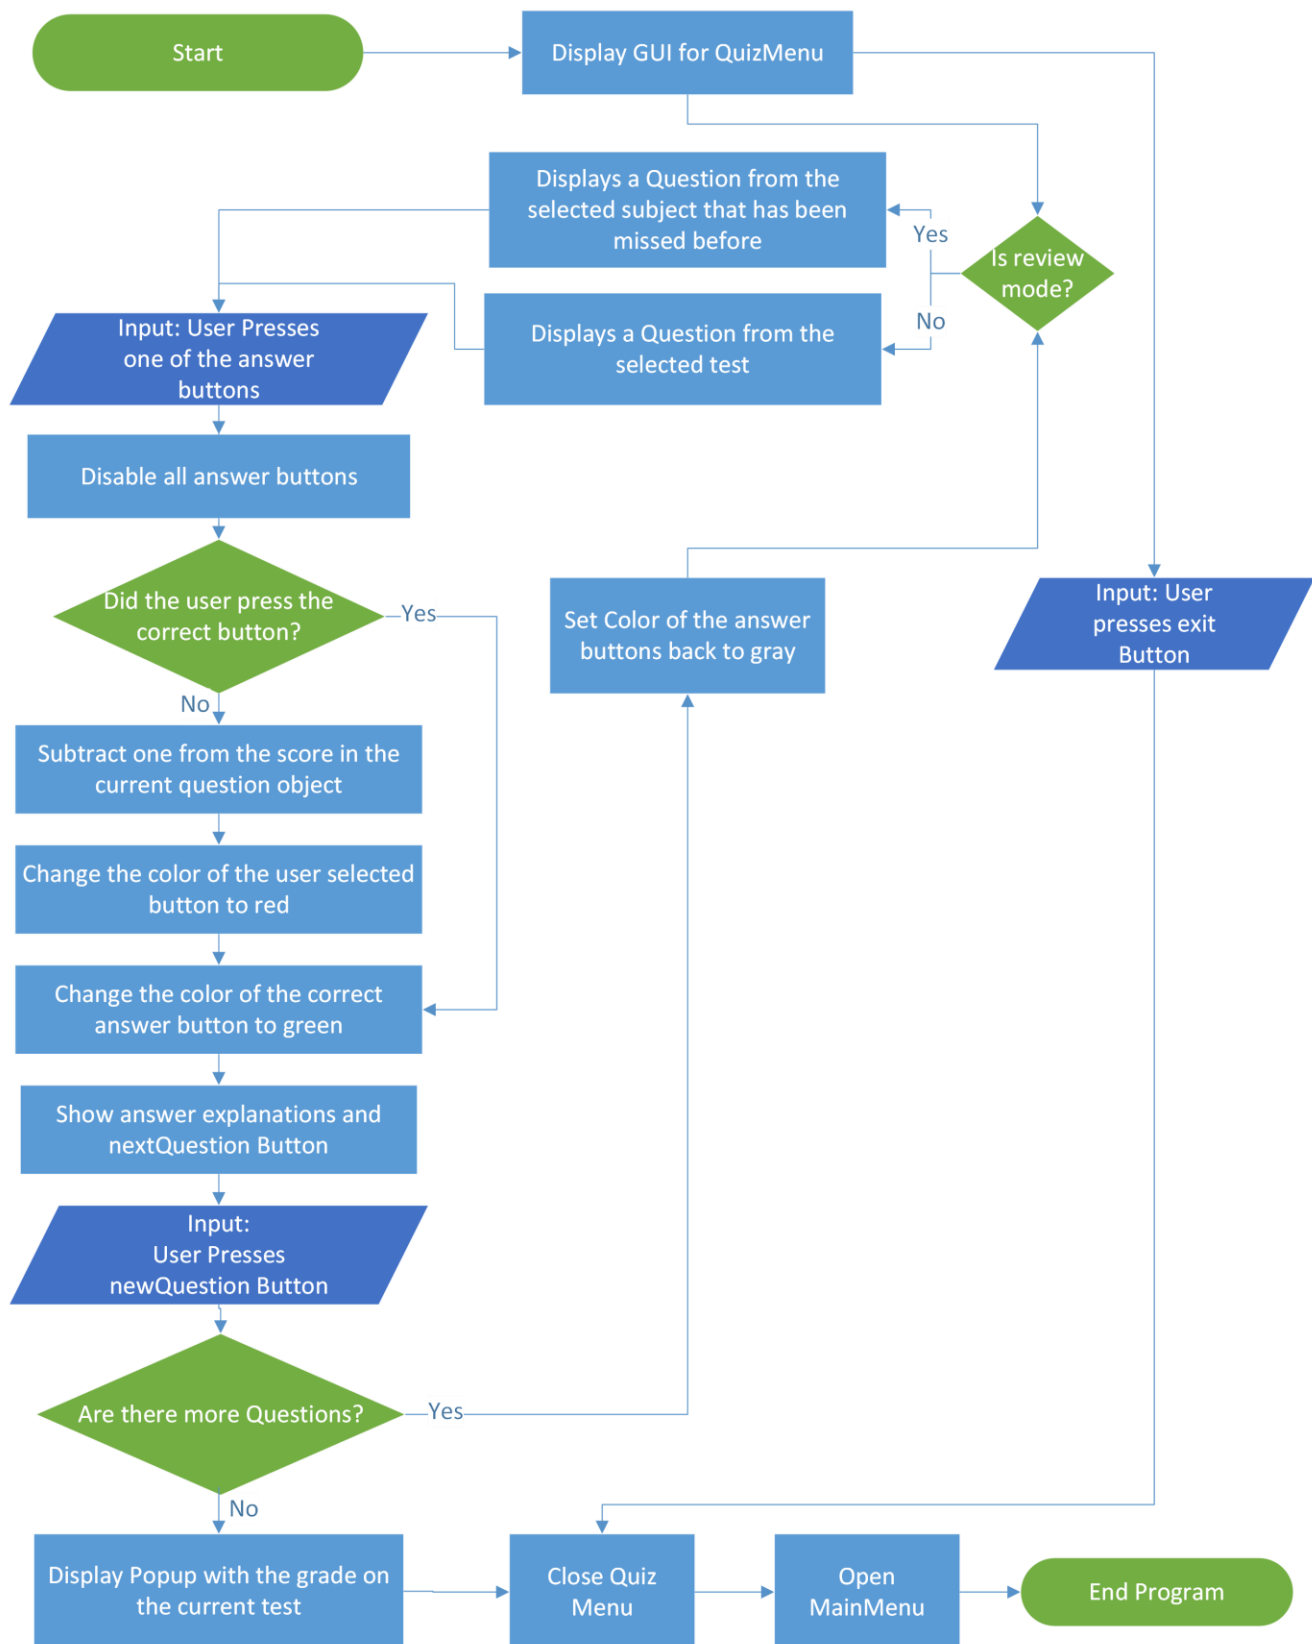 Start
Display GUI for QuizMenu
Displays a Question from the
selected subject that has been
missed before
Yes
Is review
mode?
No
Displays a Question from the
selected test
Input: User Presses
one of the answer
buttons
Disable all answer buttons
Did the user press the
correct button?
Yes
No
Set Color of the answer
buttons back to gray
Input: User
presses exit
Button
Subtract one from the score in the
current question object
Change the color of the user selected
button to red
Change the color of the correct
answer button to green
Show answer explanations and
nextQuestion Button
Input:
User Presses
newQuestion Button
Are there more Questions?
Yes
No
Display Popup with the grade on
the current test
Close Quiz
Menu
Open
MainMenu
End Program